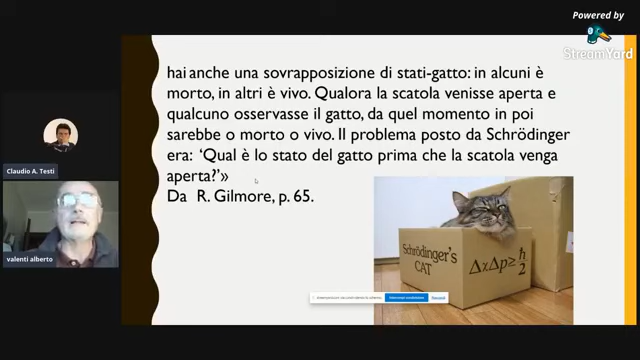 Powered by
StreamYard
hai anche una sovrapposizione di stati-gatto: in alcuni è
morto, in altri è vivo. Qualora la scatola venisse aperta e
qualcuno osservasse il gatto, da quel momento in poi
sarebbe o morto o vivo. Il problema posto da Schrödinger
era: ‘Qual è lo stato del gatto prima che la scatola venga
aperta?’»
Da R. Gilmore, p. 65.
Claudio A. Testi
valenti alberto
Schrödinger's
CAT
ΔxΔp≥ħ/2